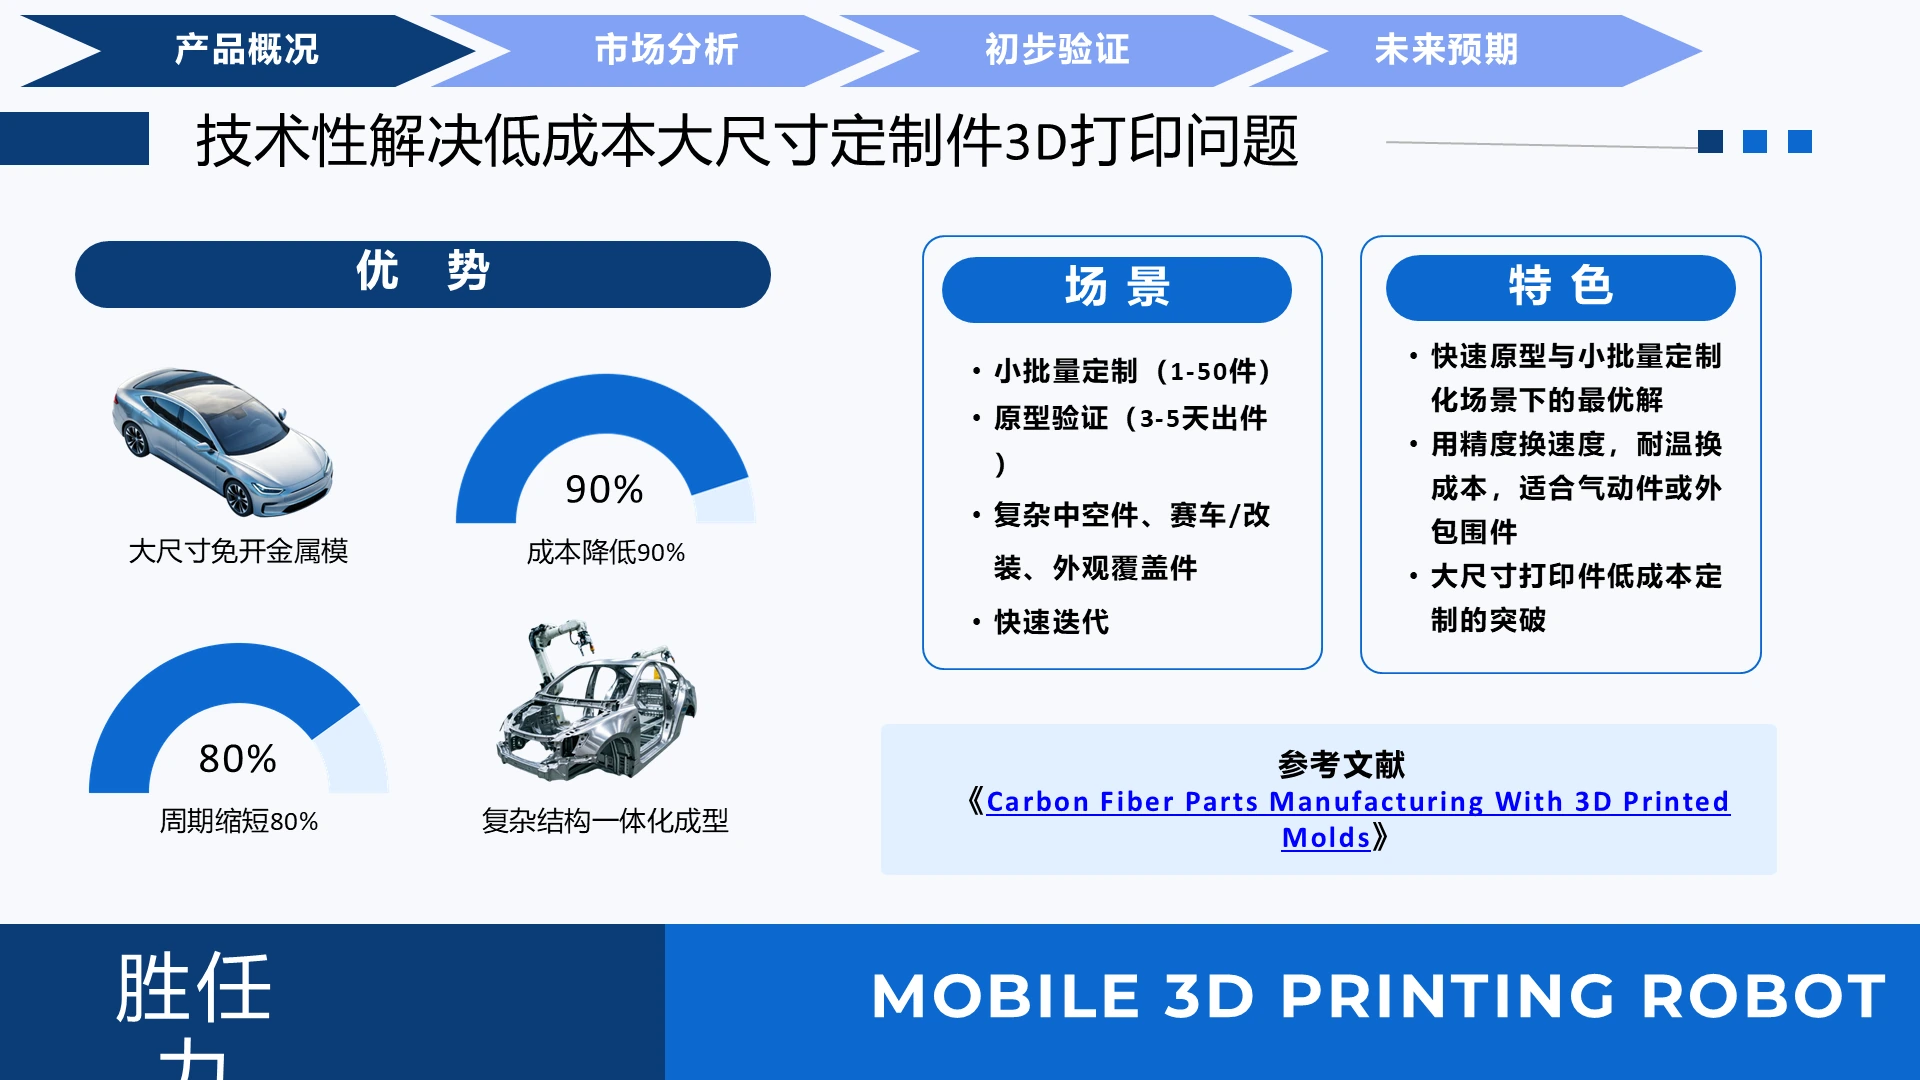 产品概况
市场分析
初步验证
未来预期
技术性解决低成本大尺寸定制件3D打印问题
优 势
大尺寸免开金属模
90%
成本降低90%
80%
周期缩短80%
复杂结构一体化成型
场 景
• 小批量定制（1-50件）
• 原型验证（3-5天出件
）
• 复杂中空件、赛车/改
装、外观覆盖件
• 快速迭代
特 色
• 快速原型与小批量定制
化场景下的最优解
• 用精度换速度，耐温换
成本，适合气动件或外
包围件
• 大尺寸打印件低成本定
制的突破
参考文献
《Carbon Fiber Parts Manufacturing With 3D Printed
Molds》
胜任
力
MOBILE 3D PRINTING ROBOT